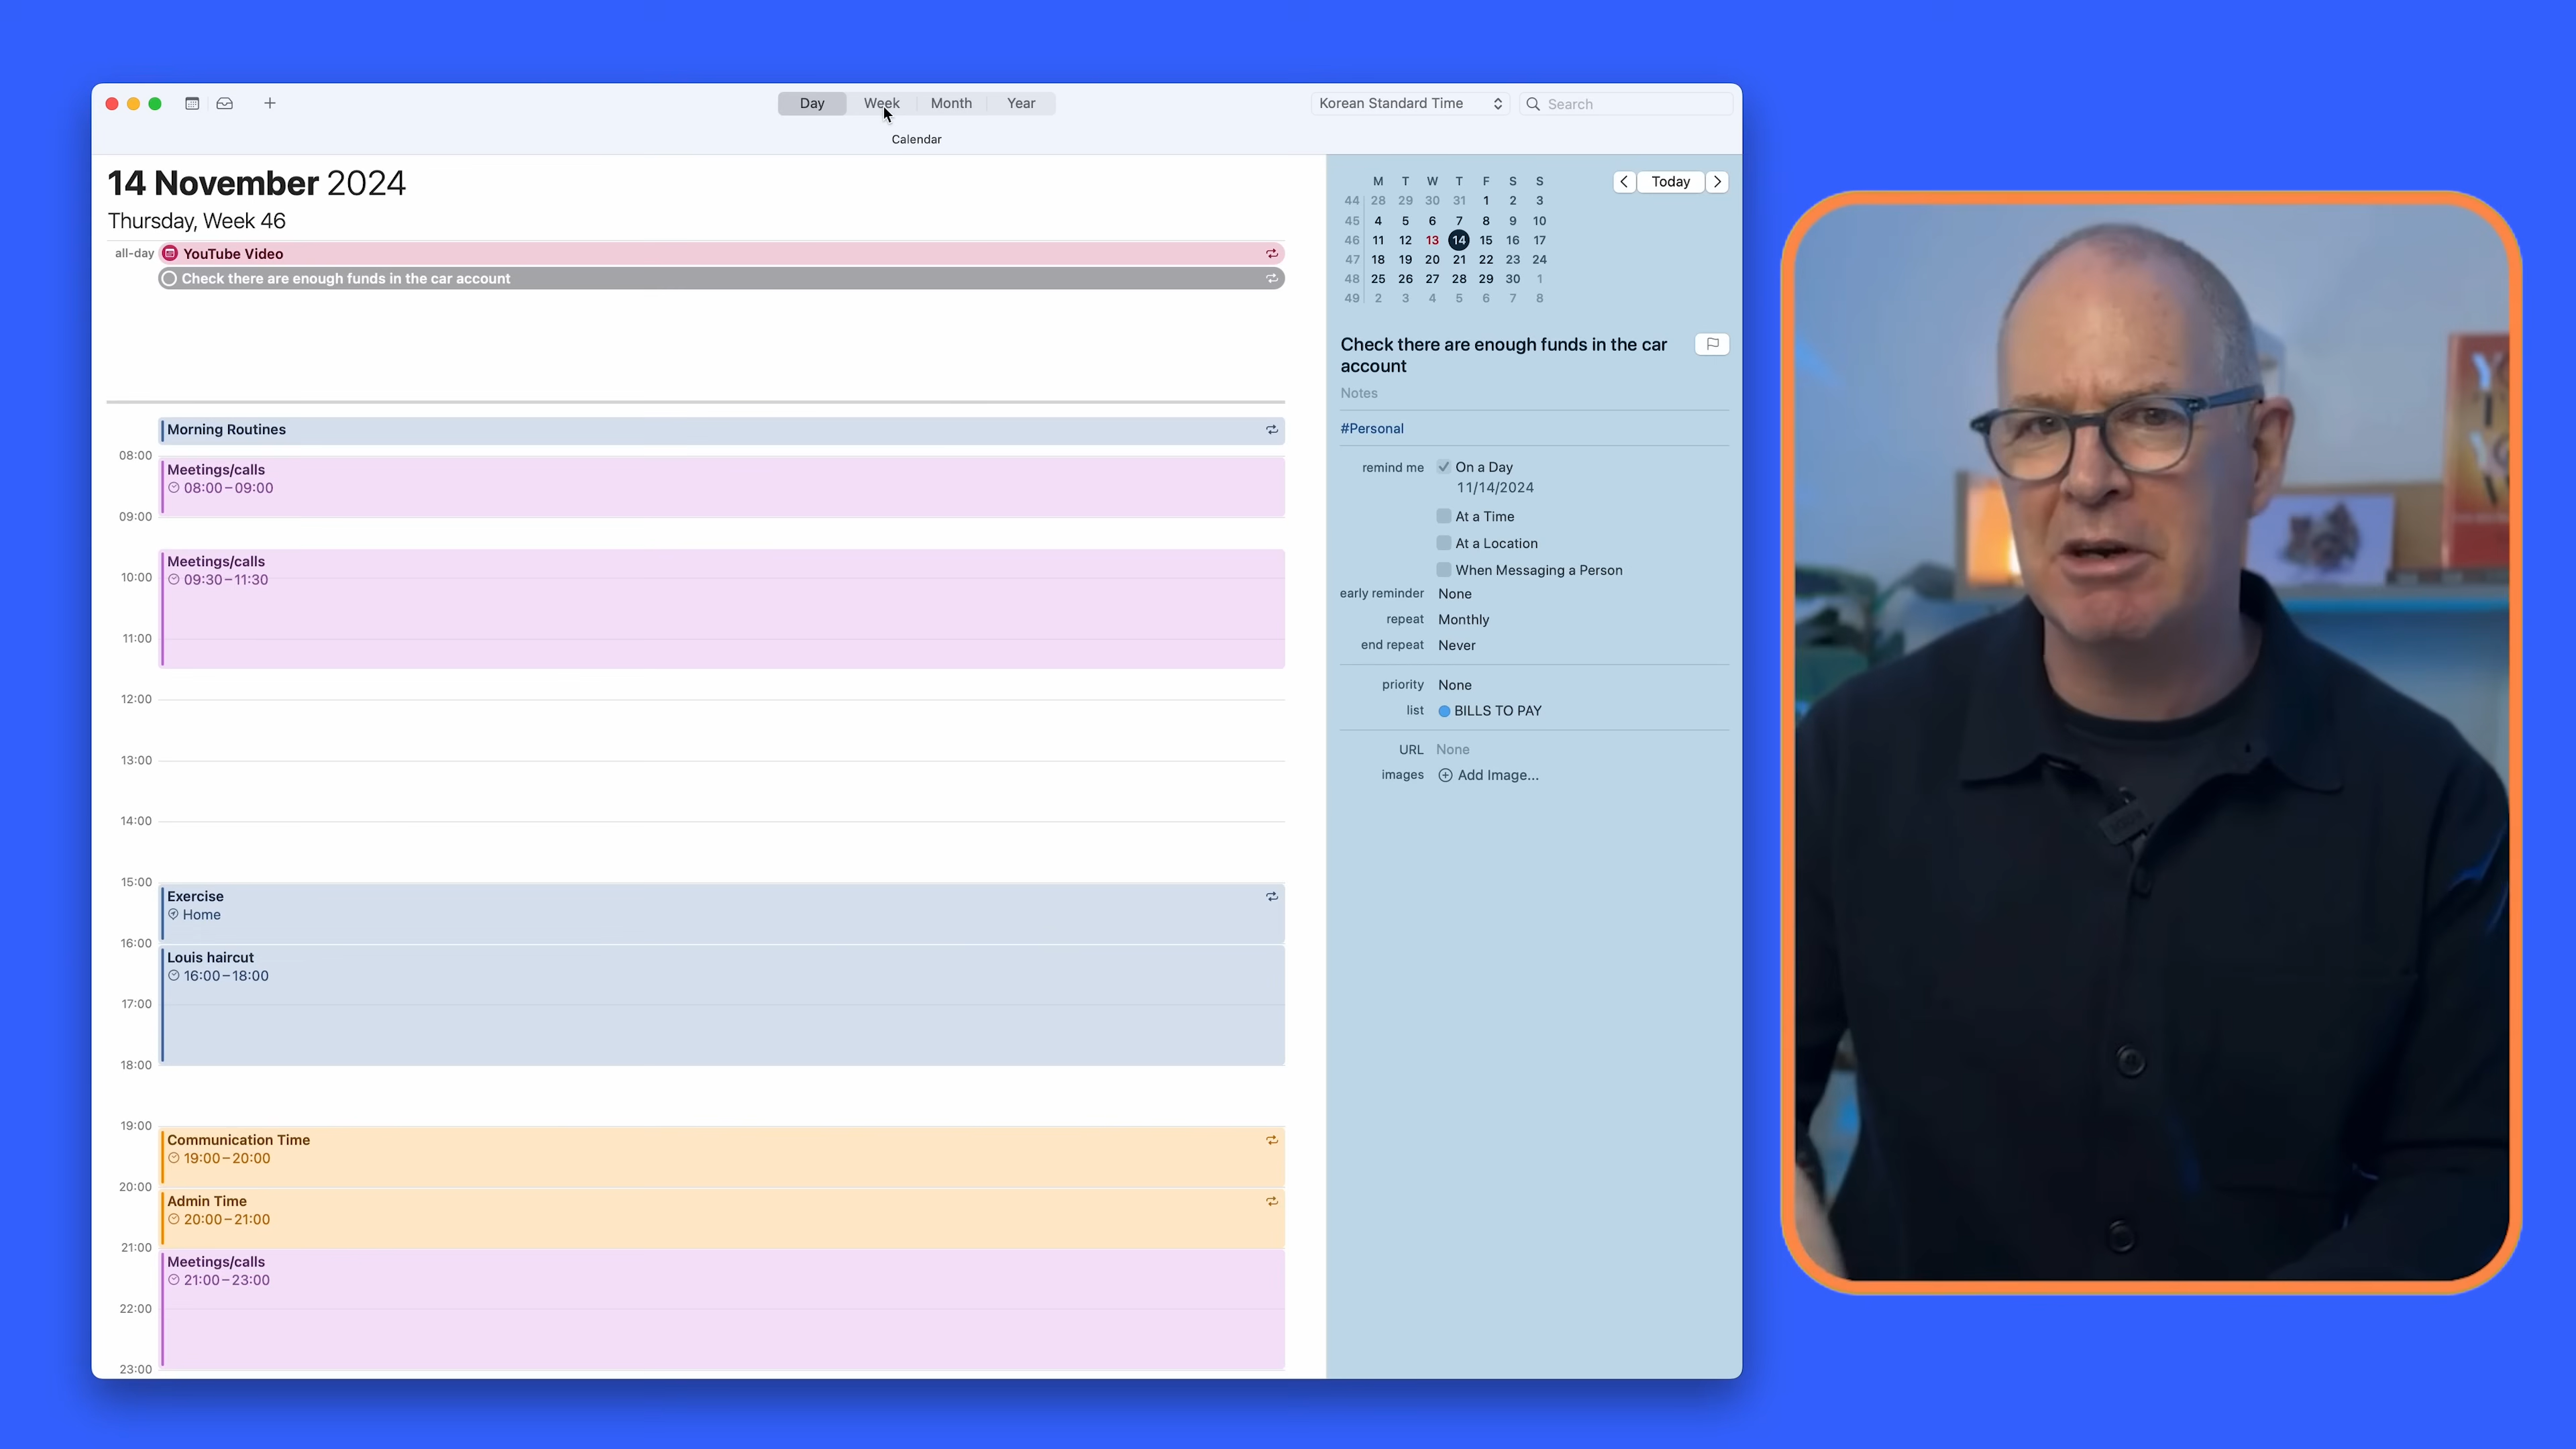 Day Week Month Year
Korean Standard Time
Search
Calendar
14 November 2024
Thursday, Week 46
all-day YouTube Video
Check there are enough funds in the car account
Morning Routines
08:00
Meetings/calls
08:00–09:00
09:00
Meetings/calls
10:00 09:30–11:30
11:00
12:00
13:00
14:00
15:00
Exercise
Home
16:00
Louis haircut
16:00–18:00
17:00
18:00
19:00
Communication Time
19:00–20:00
20:00
Admin Time
20:00–21:00
21:00
Meetings/calls
21:00–23:00
22:00
23:00
M T W T F S S
44 28 29 30 31 1 2 3
45 4 5 6 7 8 9 10
46 11 12 13 14 15 16 17
47 18 19 20 21 22 23 24
48 25 26 27 28 29 30 1
49 2 3 4 5 6 7 8
Today
Check there are enough funds in the car
account
Notes
#Personal
remind me On a Day
11/14/2024
At a Time
At a Location
When Messaging a Person
early reminder None
repeat Monthly
end repeat Never
priority None
list BILLS TO PAY
URL None
images Add Image...